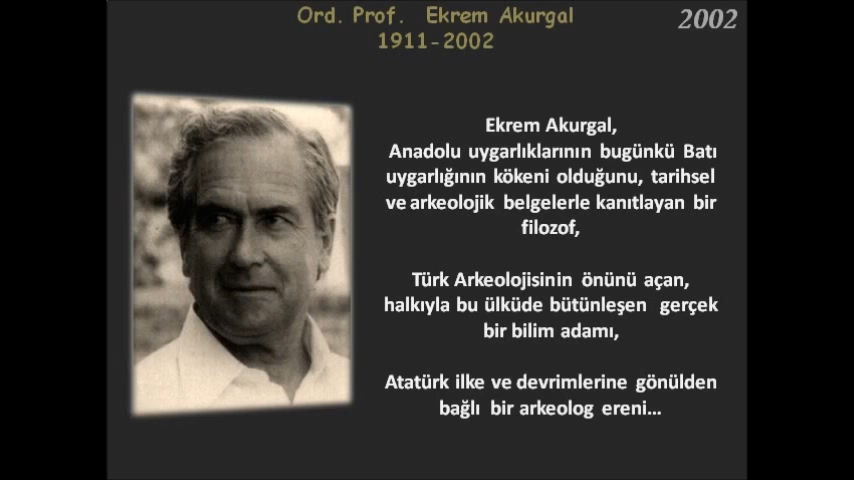 Ord. Prof. Ekrem Akurgal
1911-2002
2002
Ekrem Akurgal,
Anadolu uygarlıklarının bugünkü Batı
uygarlığının kökeni olduğunu, tarihsel
ve arkeolojik belgelerle kanıtlayan bir
filozof,
Türk Arkeolojisinin önünü açan,
halkıyla bu ülküde bütünleşen gerçek
bir bilim adamı,
Atatürk ilke ve devrimlerine gönülden
bağlı bir arkeolog ereni...